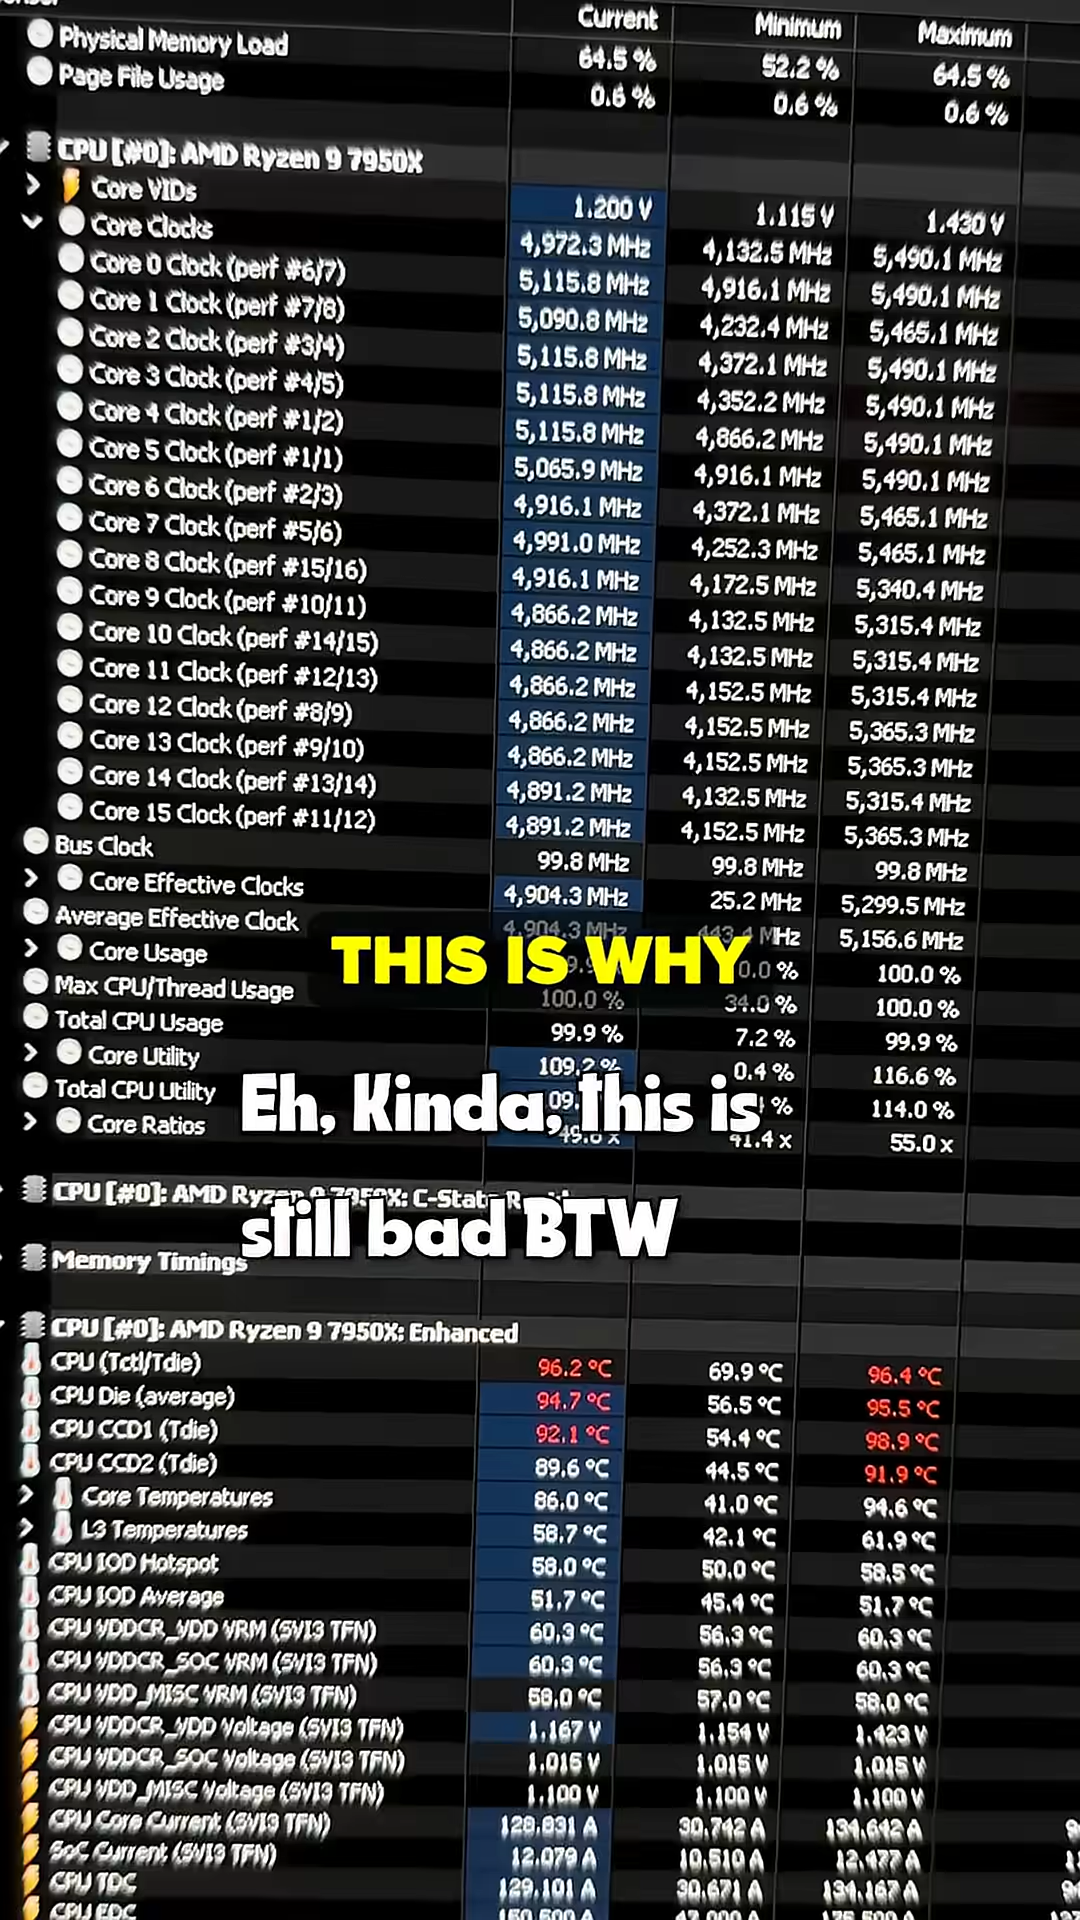 Current Minimum Maximum
Physical Memory Load 64.5 % 52.2 % 64.5 %
Page File Usage 0.6 % 0.6 % 0.6 %
CPU [#0]: AMD Ryzen 9 7950X
Core VIDs 1.200 V 1.115 V 1.430 V
Core Clocks 4,972.3 MHz 4,132.5 MHz 5,490.1 MHz
Core 0 Clock (perf #6/7) 5,115.8 MHz 4,916.1 MHz 5,490.1 MHz
Core 1 Clock (perf #7/8) 5,090.8 MHz 4,232.4 MHz 5,465.1 MHz
Core 2 Clock (perf #3/4) 5,115.8 MHz 4,372.1 MHz 5,490.1 MHz
Core 3 Clock (perf #4/5) 5,115.8 MHz 4,352.2 MHz 5,490.1 MHz
Core 4 Clock (perf #1/2) 5,115.8 MHz 4,866.2 MHz 5,490.1 MHz
Core 5 Clock (perf #1/1) 5,065.9 MHz 4,916.1 MHz 5,490.1 MHz
Core 6 Clock (perf #2/3) 4,916.1 MHz 4,372.1 MHz 5,465.1 MHz
Core 7 Clock (perf #5/6) 4,991.0 MHz 4,252.3 MHz 5,465.1 MHz
Core 8 Clock (perf #15/16) 4,916.1 MHz 4,172.5 MHz 5,340.4 MHz
Core 9 Clock (perf #10/11) 4,866.2 MHz 4,132.5 MHz 5,315.4 MHz
Core 10 Clock (perf #14/15) 4,866.2 MHz 4,132.5 MHz 5,315.4 MHz
Core 11 Clock (perf #12/13) 4,866.2 MHz 4,152.5 MHz 5,315.4 MHz
Core 12 Clock (perf #8/9) 4,866.2 MHz 4,152.5 MHz 5,365.3 MHz
Core 13 Clock (perf #9/10) 4,866.2 MHz 4,152.5 MHz 5,365.3 MHz
Core 14 Clock (perf #13/14) 4,891.2 MHz 4,132.5 MHz 5,315.4 MHz
Core 15 Clock (perf #11/12) 4,891.2 MHz 4,152.5 MHz 5,365.3 MHz
Bus Clock 99.8 MHz 99.8 MHz 99.8 MHz
Core Effective Clocks 4,904.3 MHz 25.2 MHz 5,299.5 MHz
Average Effective Clock 4,904.3 MHz 443.4 MHz 5,156.6 MHz
THIS IS WHY
Core Usage 0.0 % 100.0 %
Max CPU/Thread Usage 100.0 % 34.0 % 100.0 %
Total CPU Usage 99.9 % 7.2 % 99.9 %
Core Utility 109.2 % 0.4 % 116.6 %
Eh, Kinda, this is
Total CPU Utility % 114.0 %
Core Ratios 49.8 x 41.4 x 55.0 x
CPU [#0]: AMD Ryzen 9 7950X: C-State
still bad BTW
Memory Timings
CPU [#0]: AMD Ryzen 9 7950X: Enhanced
CPU (Tctl/Tdie) 96.2 °C 69.9 °C 96.4 °C
CPU Die (average) 94.7 °C 56.5 °C 95.5 °C
CPU CCD1 (Tdie) 92.1 °C 54.4 °C 98.9 °C
CPU CCD2 (Tdie) 89.6 °C 44.5 °C 91.9 °C
Core Temperatures 86.0 °C 41.0 °C 94.6 °C
L3 Temperatures 58.7 °C 42.1 °C 61.9 °C
CPU IOD Hotspot 58.0 °C 50.0 °C 58.5 °C
CPU IOD Average 51.7 °C 45.4 °C 51.7 °C
CPU VDDCR_VDD VRM (SVI3 TFN) 60.3 °C 56.3 °C 60.3 °C
CPU VDDCR_SOC VRM (SVI3 TFN) 60.3 °C 56.3 °C 60.3 °C
CPU VDD_MISC VRM (SVI3 TFN) 58.0 °C 57.0 °C 58.0 °C
CPU VDDCR_VDD Voltage (SVI3 TFN) 1.167 V 1.154 V 1.423 V
CPU VDDCR_SOC Voltage (SVI3 TFN) 1.015 V 1.015 V 1.015 V
CPU VDD_MISC Voltage (SVI3 TFN) 1.100 V 1.100 V 1.100 V
CPU Core Current (SVI3 TFN) 128.831 A 30.742 A 134.642 A
SoC Current (SVI3 TFN) 12.079 A 10.510 A 12.477 A
CPU TDC 129.101 A 30.671 A 134.167 A
CPU EDC